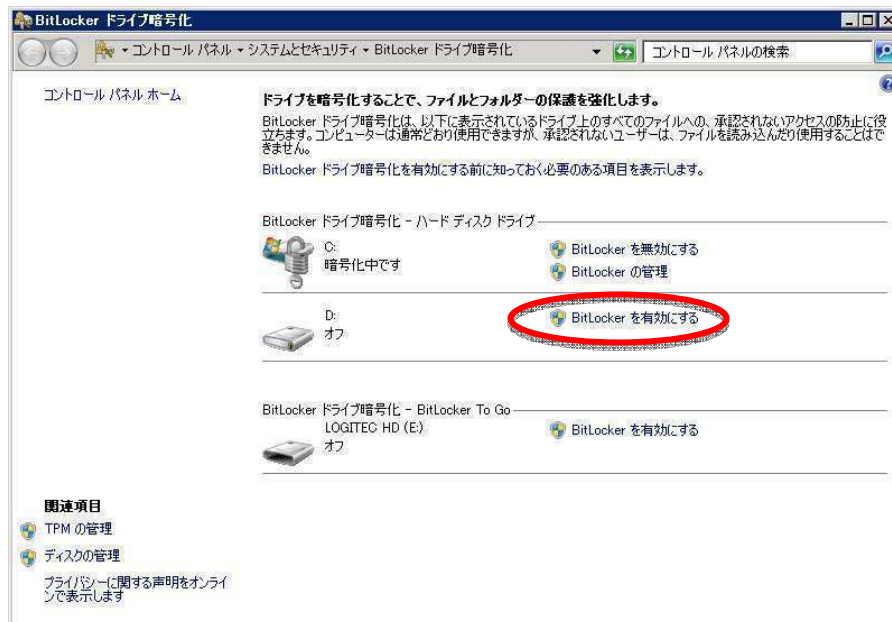 BitLocker ドライブ暗号化
コントロール パネル システムとセキュリティ BitLocker ドライブ暗号化 コントロール パネルの検索
コントロール パネル ホーム
ドライブを暗号化することで、ファイルとフォルダーの保護を強化します。
BitLocker ドライブ暗号化は、以下に表示されているドライブ上のすべてのファイルへの、承認されないアクセスの防止に役
立ちます。コンピューターは通常どおり使用できますが、承認されないユーザーは、ファイルを読み込んだり使用することはで
きません。
BitLocker ドライブ暗号化を有効にする前に知っておく必要のある項目を表示します。
BitLocker ドライブ暗号化 - ハード ディスク ドライブ
C:
暗号化中です
BitLocker を無効にする
BitLocker の管理
D:
オフ
BitLocker を有効にする
BitLocker ドライブ暗号化 - BitLocker To Go
LOGITEC HD (E:)
オフ
BitLocker を有効にする
関連項目
TPM の管理
ディスクの管理
プライバシーに関する声明をオンライ
ンで表示します